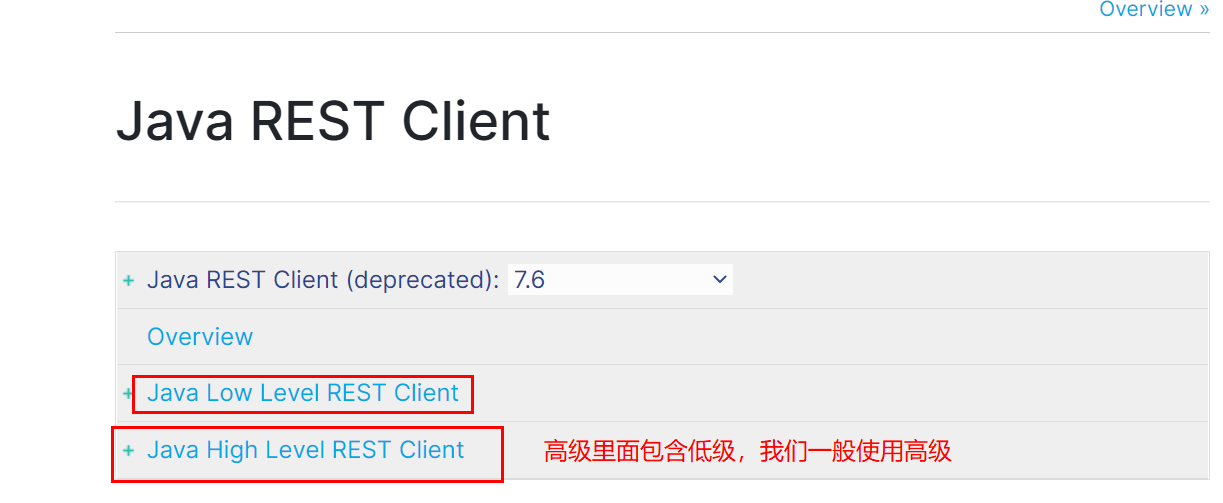 Overview »
Java REST Client
+ Java REST Client (deprecated): 7.6
Overview
+ Java Low Level REST Client
+ Java High Level REST Client 高级里面包含低级，我们一般使用高级